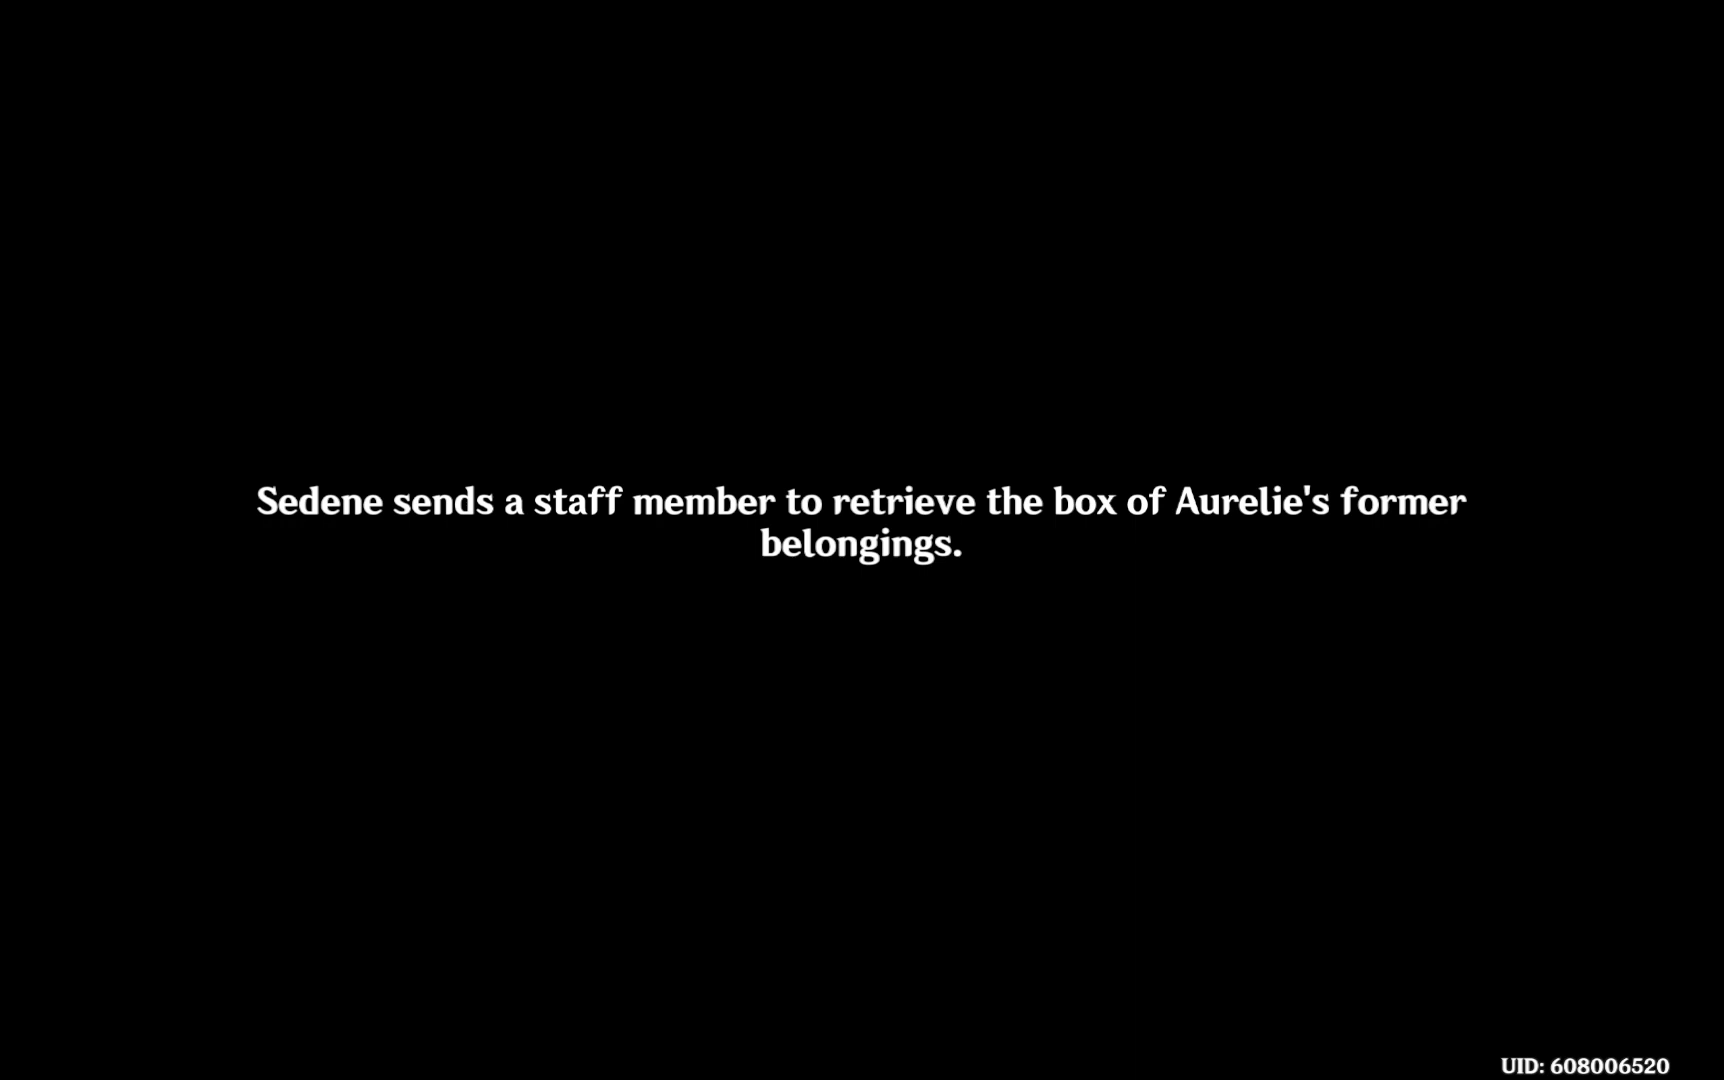 Sedene sends a staff member to retrieve the box of Aurelie's former
belongings.
UID: 608006520